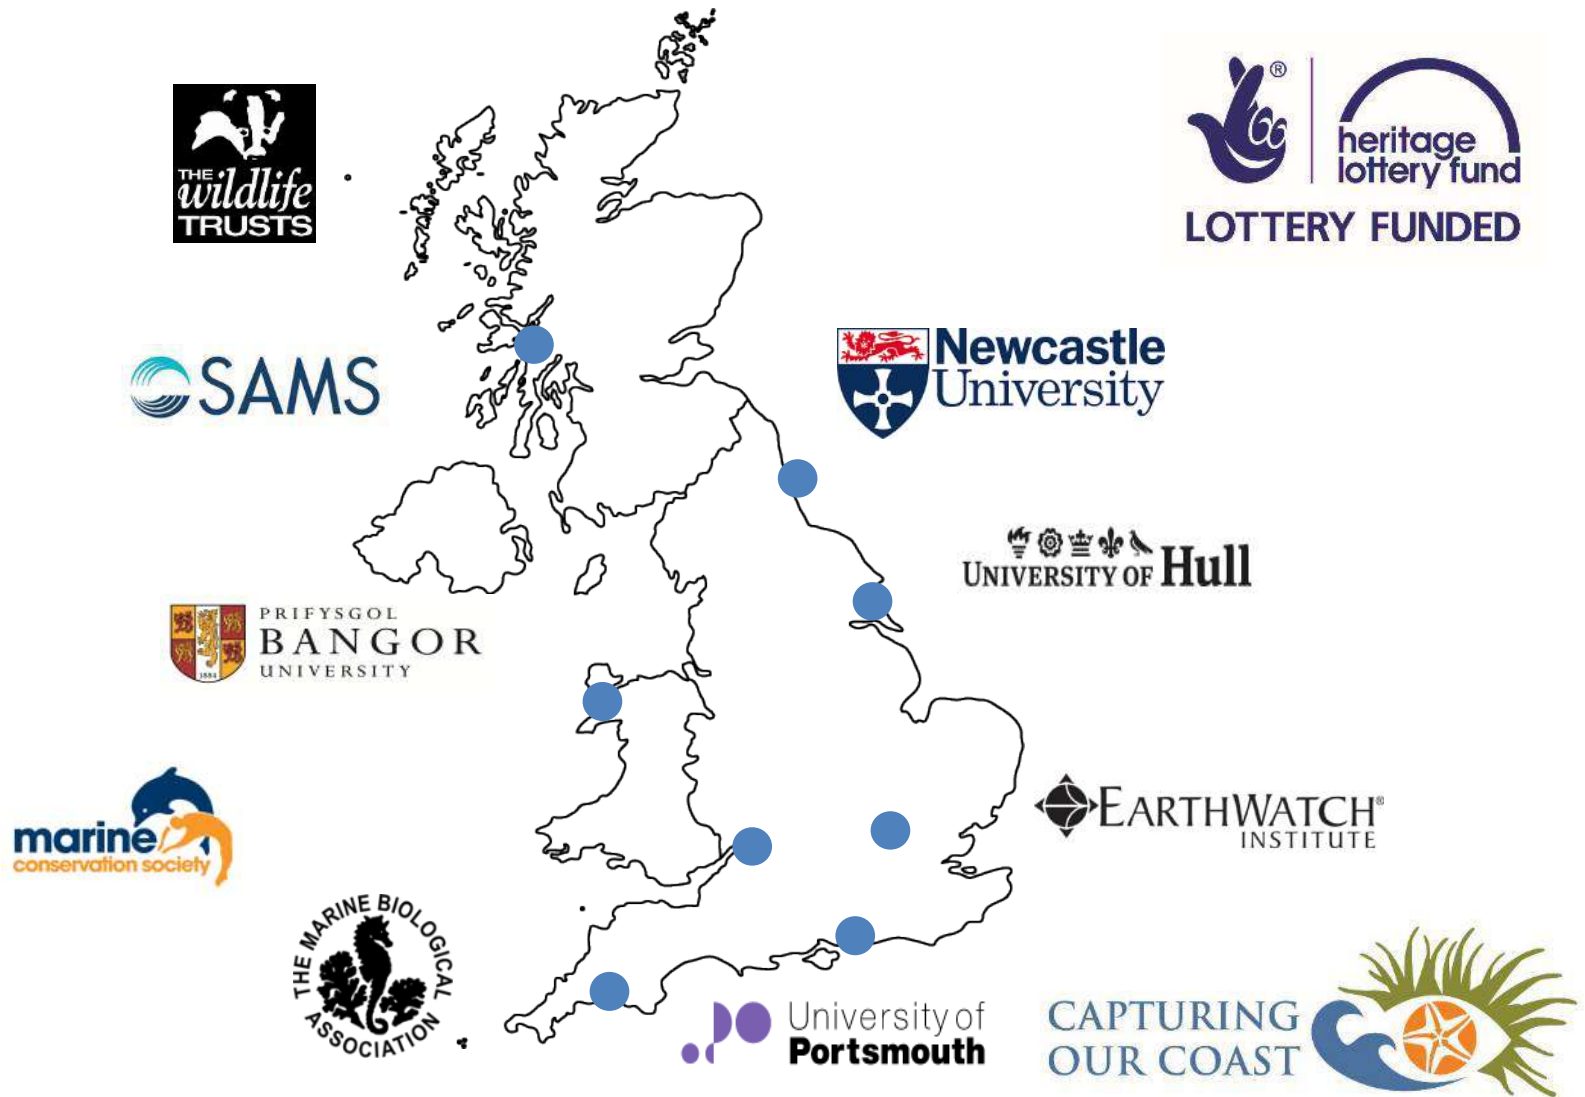 THE
wildlife
TRUSTS
®
heritage
lottery fund
LOTTERY FUNDED
SAMS
Newcastle
University
UNIVERSITY OF Hull
PRIFYSGOL
BANGOR
UNIVERSITY
1884
marine
conservation society
EARTHWATCH®
INSTITUTE
THE MARINE BIOLOGICAL
ASSOCIATION
University of
Portsmouth
CAPTURING
OUR COAST